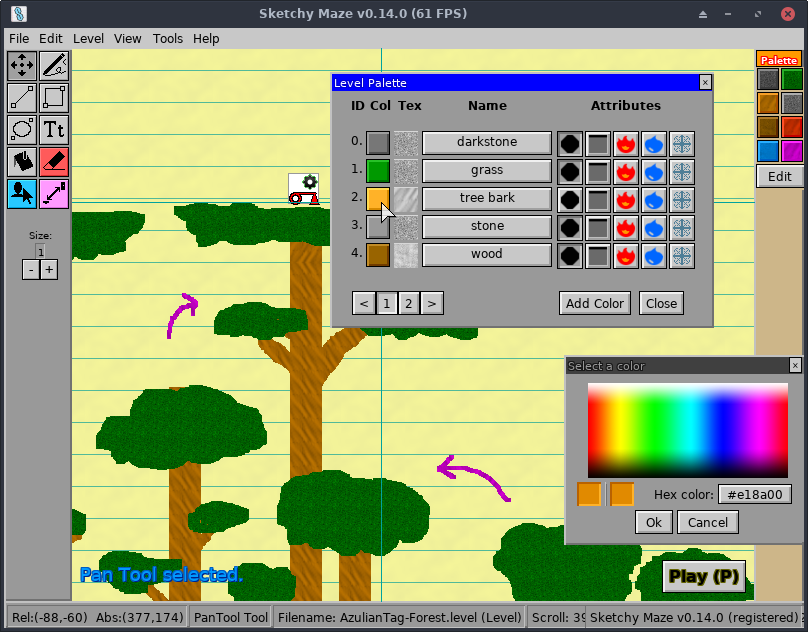 Sketchy Maze v0.14.0 (61 FPS)
File Edit Level View Tools Help
Tt
Size:
1
- +
Level Palette
ID Col Tex Name Attributes
0. darkstone
1. grass
2. tree bark
3. stone
4. wood
< 1 2 >
Add Color Close
Palette
Edit
Select a color
Hex color: #e18a00
Ok Cancel
Pan Tool selected.
Play (P)
Rel:(-88,-60) Abs:(377,174) PanTool Tool Filename: AzulianTag-Forest.level (Level) Scroll: 39 Sketchy Maze v0.14.0 (registered)